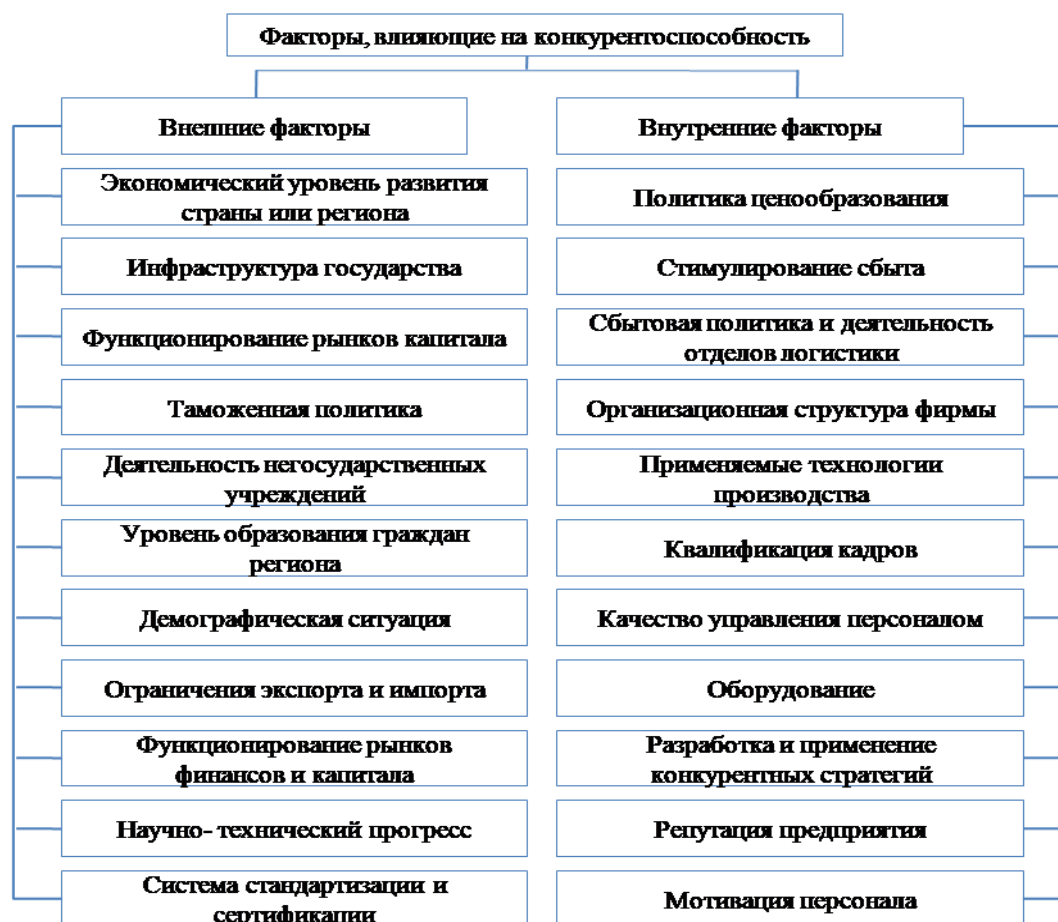 Факторы, влияющие на конкурентоспособность
Внешние факторы
Экономический уровень развития
страны или региона
Инфраструктура государства
Функционирование рынков капитала
Таможенная политика
Деятельность негосударственных
учреждений
Уровень образования граждан
региона
Демографическая ситуация
Ограничения экспорта и импорта
Функционирование рынков
финансов и капитала
Научно- технический прогресс
Система стандартизации и
сертификации
Внутренние факторы
Политика ценообразования
Стимулирование сбыта
Сбытовая политика и деятельность
отделов логистики
Организационная структура фирмы
Применяемые технологии
производства
Квалификация кадров
Качество управления персоналом
Оборудование
Разработка и применение
конкурентных стратегий
Репутация предприятия
Мотивация персонала